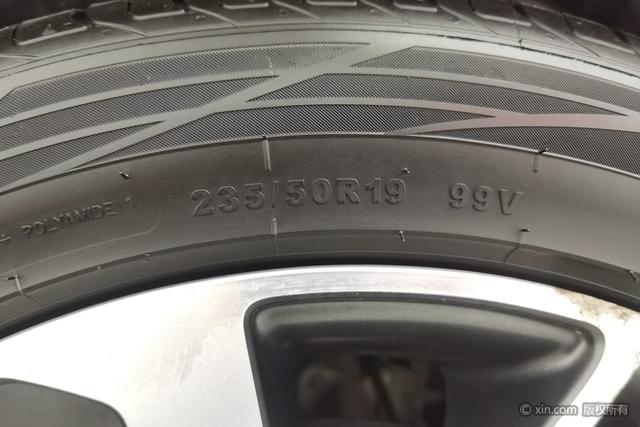 235/50R19 99V
+ POLYAMIDE 1
© xin.com 版权所有